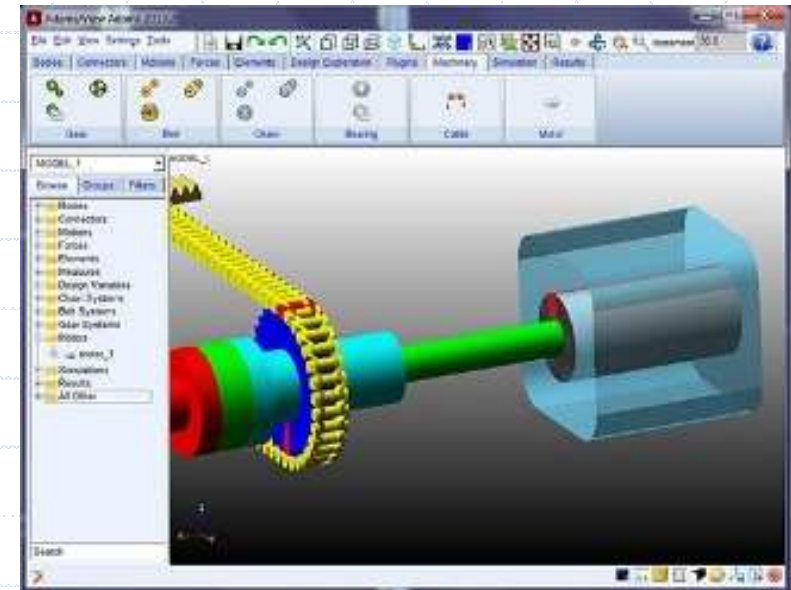 Adams/View Adams 2013
File Edit View Settings Tools
Bodies Connectors Motions Forces Elements Design Exploration Plugins Machinery Simulation Results
Gear Belt Chain Bearing Cable Motor
MODEL_1
Browse Groups Filters
Bodies
Connectors
Motions
Forces
Elements
Measures
Design Variables
Chain Systems
Belt Systems
Gear Systems
Motors
motor_1
Simulations
Results
All Other
Search